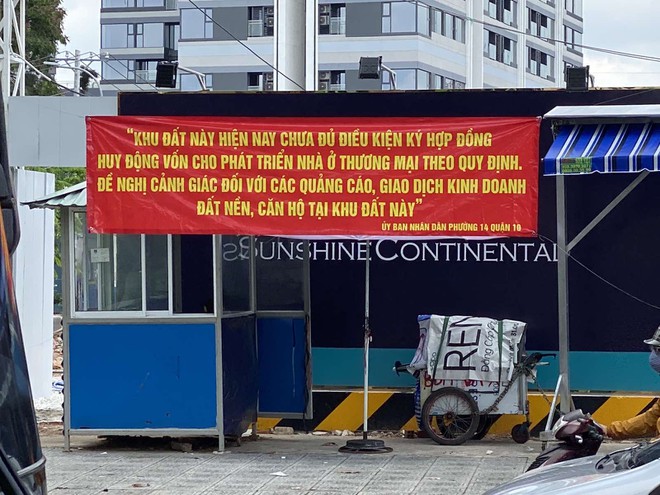 "KHU ĐẤT NÀY HIỆN NAY CHƯA ĐỦ ĐIỀU KIỆN KÝ HỢP ĐỒNG
HUY ĐỘNG VỐN CHO PHÁT TRIỂN NHÀ Ở THƯƠNG MẠI THEO QUY ĐỊNH.
ĐỀ NGHỊ CẢNH GIÁC ĐỐI VỚI CÁC QUẢNG CÁO, GIAO DỊCH KINH DOANH
ĐẤT NỀN, CĂN HỘ TẠI KHU ĐẤT NÀY"
ỦY BAN NHÂN DÂN PHƯỜNG 14 QUẬN 10
SUNSHINE CONTINENTAL
REN